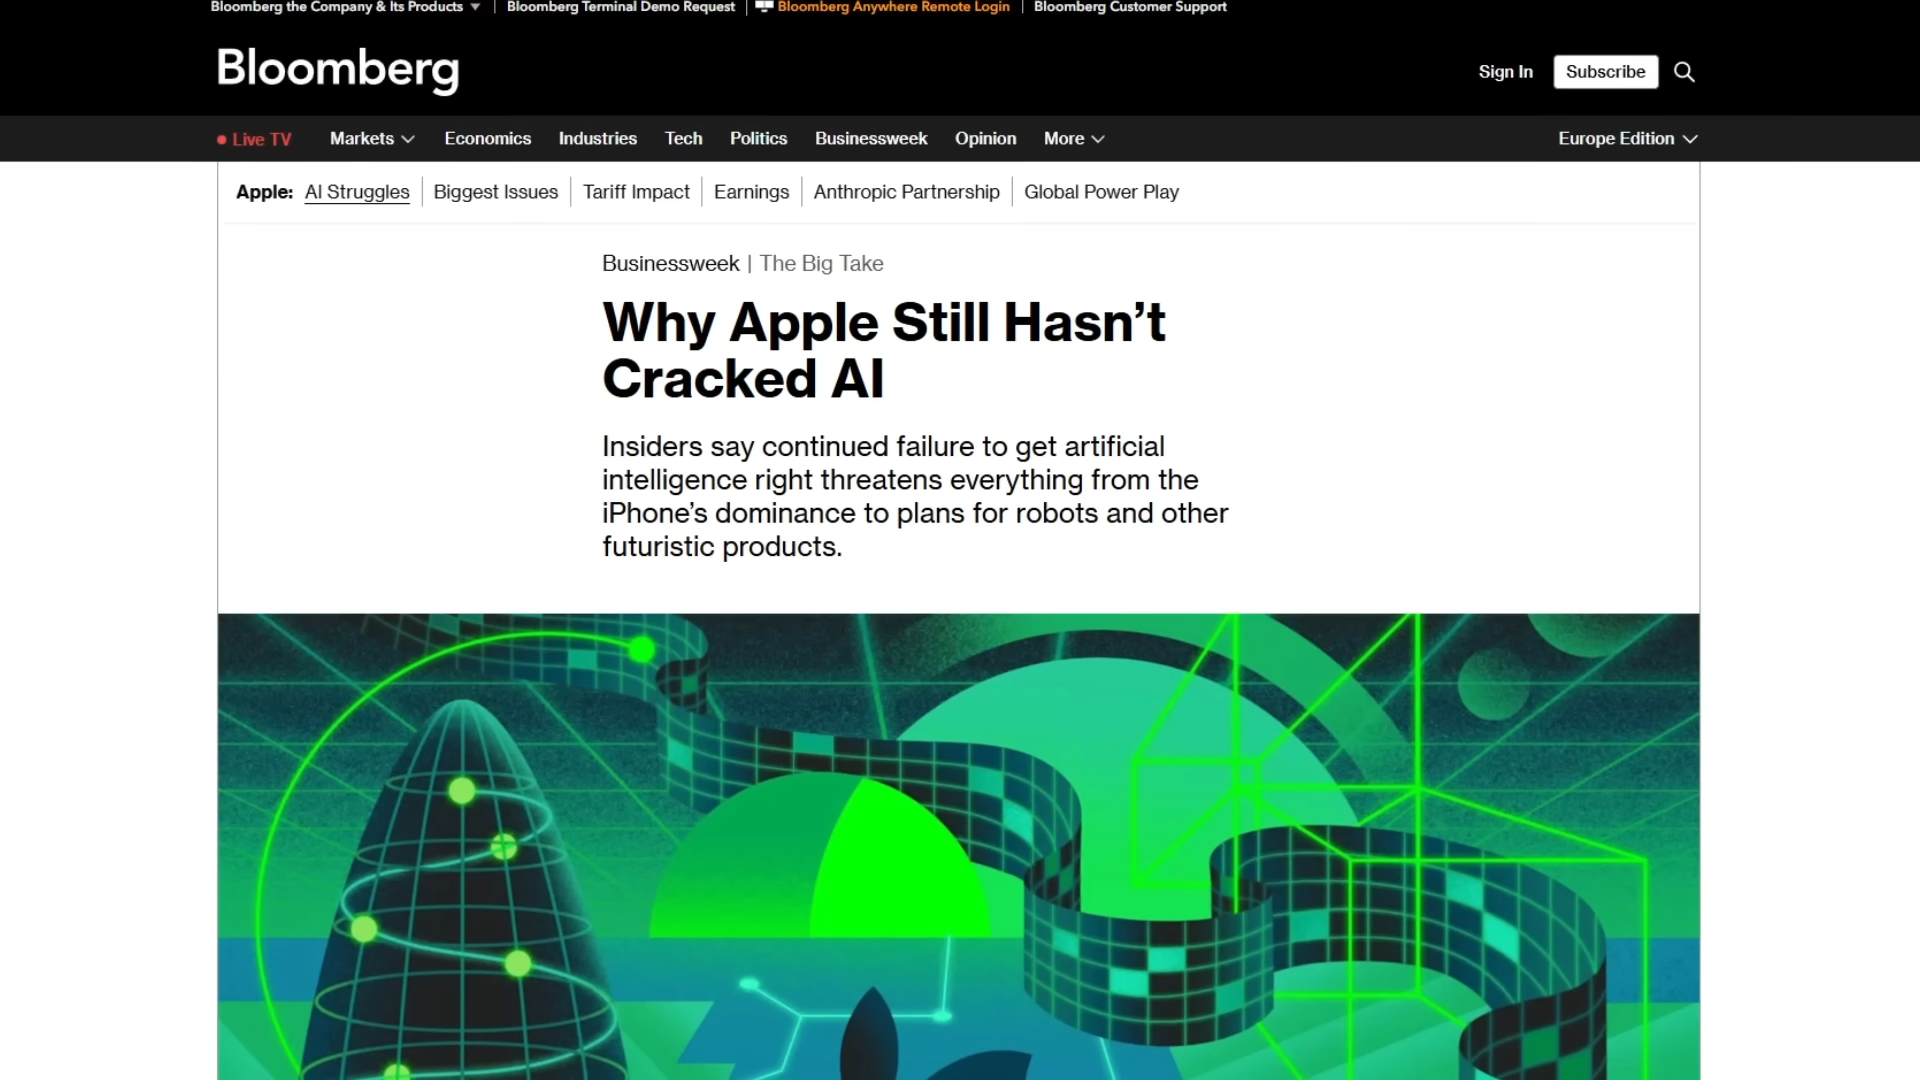 Bloomberg the Company & Its Products
Bloomberg Terminal Demo Request
Bloomberg Anywhere Remote Login
Bloomberg Customer Support
Bloomberg
Sign In
Subscribe
Live TV
Markets
Economics
Industries
Tech
Politics
Businessweek
Opinion
More
Europe Edition
Apple:
AI Struggles
Biggest Issues
Tariff Impact
Earnings
Anthropic Partnership
Global Power Play
Businessweek | The Big Take
Why Apple Still Hasn’t
Cracked AI
Insiders say continued failure to get artificial
intelligence right threatens everything from the
iPhone’s dominance to plans for robots and other
futuristic products.